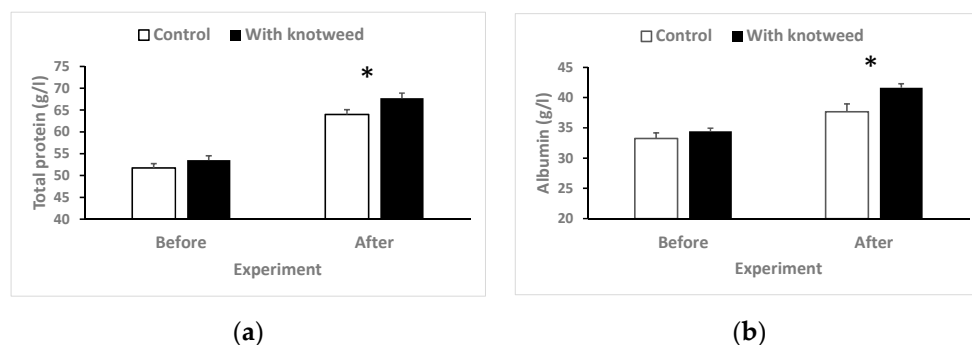 Control With knotweed
*
Total protein (g/l)
75
70
65
60
55
50
45
40
Before After
Experiment
(a)
Control With knotweed
*
Albumin (g/l)
45
40
35
30
25
20
Before After
Experiment
(b)